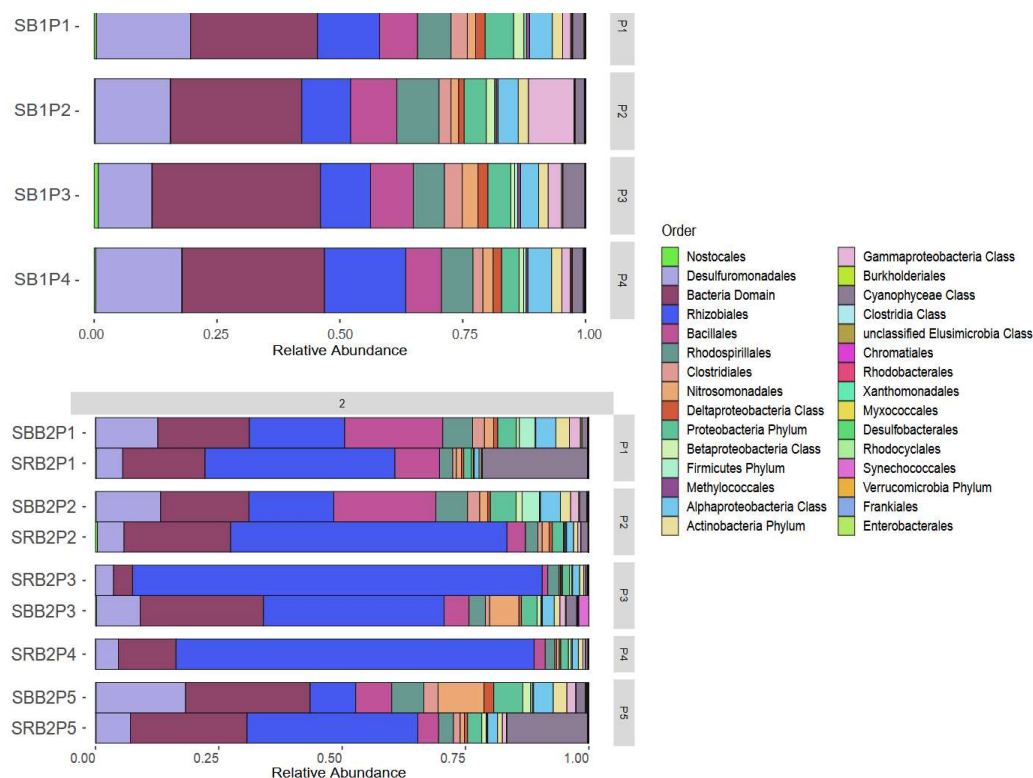 SB1P1
P1
SB1P2
P2
SB1P3
P3
SB1P4
P4
0.00 0.25 0.50 0.75 1.00
Relative Abundance
2
SBB2P1
SRB2P1
P1
SBB2P2
SRB2P2
P2
SRB2P3
SBB2P3
P3
SRB2P4
P4
SBB2P5
SRB2P5
P5
0.00 0.25 0.50 0.75 1.00
Relative Abundance
Order
Nostocales
Desulfuromonadales
Bacteria Domain
Rhizobiales
Bacillales
Rhodospirillales
Clostridiales
Nitrosomonadales
Deltaproteobacteria Class
Proteobacteria Phylum
Betaproteobacteria Class
Firmicutes Phylum
Methylococcales
Alphaproteobacteria Class
Actinobacteria Phylum
Gammaproteobacteria Class
Burkholderiales
Cyanophyceae Class
Clostridia Class
unclassified Elusimicrobia Class
Chromatiales
Rhodobacterales
Xanthomonadales
Myxococcales
Desulfobacterales
Rhodocyclales
Synechococcales
Verrucomicrobia Phylum
Frankiales
Enterobacterales